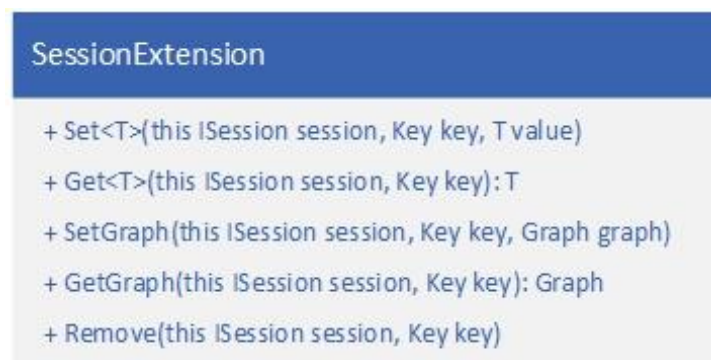 SessionExtension
+ Set<T>(this ISession session, Key key, T value)
+ Get<T>(this ISession session, Key key): T
+ SetGraph(this ISession session, Key key, Graph graph)
+ GetGraph(this ISession session, Key key): Graph
+ Remove(this ISession session, Key key)